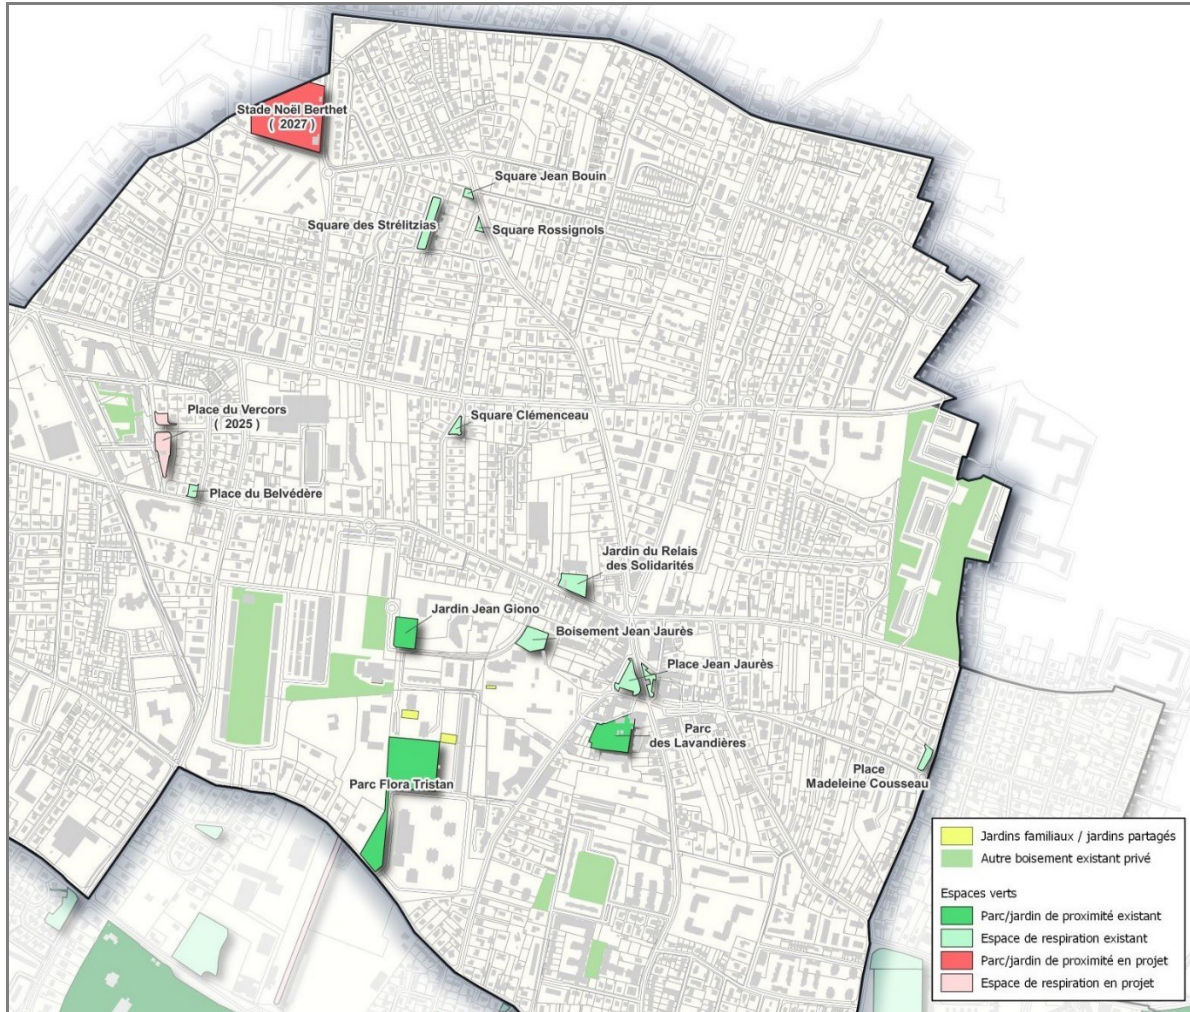 Stade Noël Berthet
( 2027 )
Square Jean Bouin
Square des Strélitzias
Square Rossignols
Place du Vercors
( 2025 )
Square Clémenceau
Place du Belvédère
Jardin du Relais
des Solidarités
Jardin Jean Giono
Boisement Jean Jaurès
Place Jean Jaurès
Parc
des Lavandières
Place
Madeleine Cousseau
Parc Flora Tristan
Jardins familiaux / jardins partagés
Autre boisement existant privé
Espaces verts
Parc/jardin de proximité existant
Espace de respiration existant
Parc/jardin de proximité en projet
Espace de respiration en projet